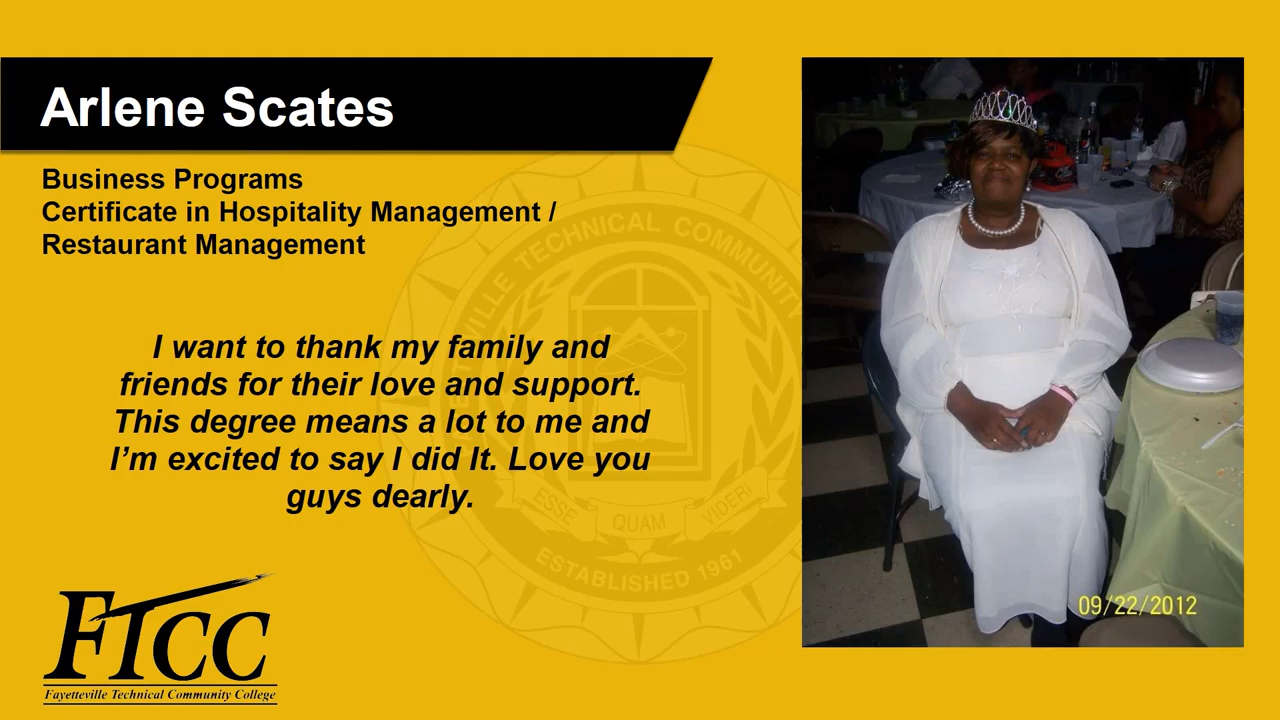 Arlene Scates
Business Programs
Certificate in Hospitality Management /
Restaurant Management
I want to thank my family and
friends for their love and support.
This degree means a lot to me and
I'm excited to say I did It. Love you
guys dearly.
FAYETTEVILLE TECHNICAL COMMUNITY
ESSE QUAM VIDERI
ESTABLISHED 1961
FTCC
Fayetteville Technical Community College
09/22/2012